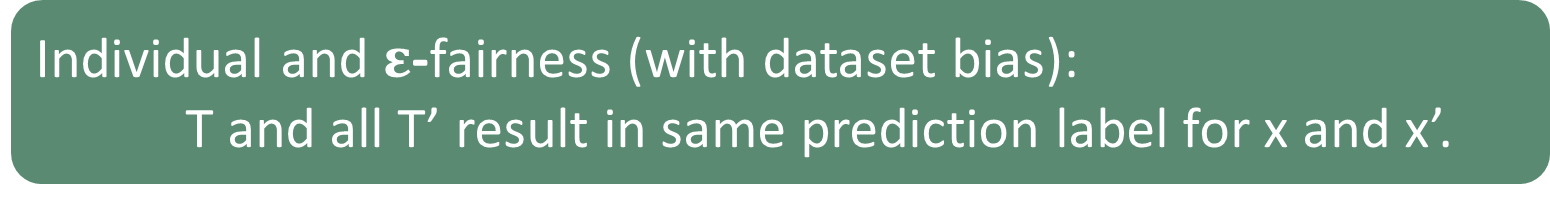 Individual and ε-fairness (with dataset bias):
T and all T’ result in same prediction label for x and x’.